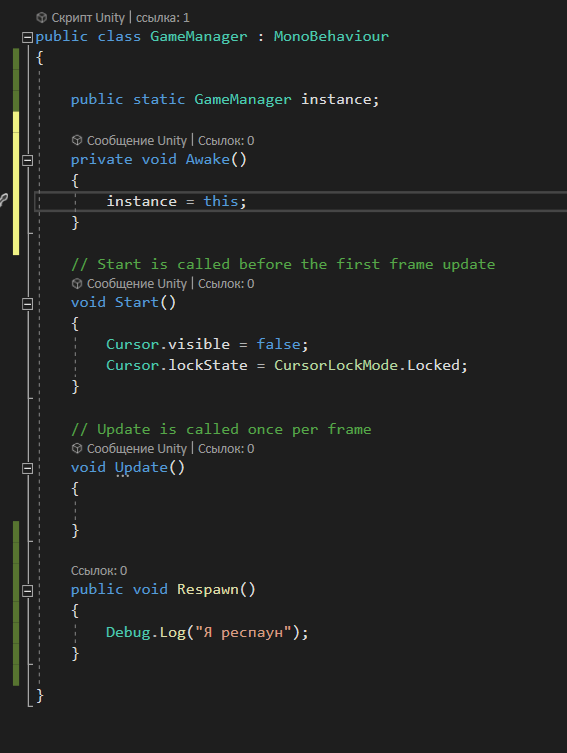 Скрипт Unity | ссылка: 1
public class GameManager : MonoBehaviour
{
public static GameManager instance;
Сообщение Unity | Ссылок: 0
private void Awake()
{
instance = this;
}
// Start is called before the first frame update
Сообщение Unity | Ссылок: 0
void Start()
{
Cursor.visible = false;
Cursor.lockState = CursorLockMode.Locked;
}
// Update is called once per frame
Сообщение Unity | Ссылок: 0
void Update()
{
}
Ссылок: 0
public void Respawn()
{
Debug.Log("Я респаун");
}
}